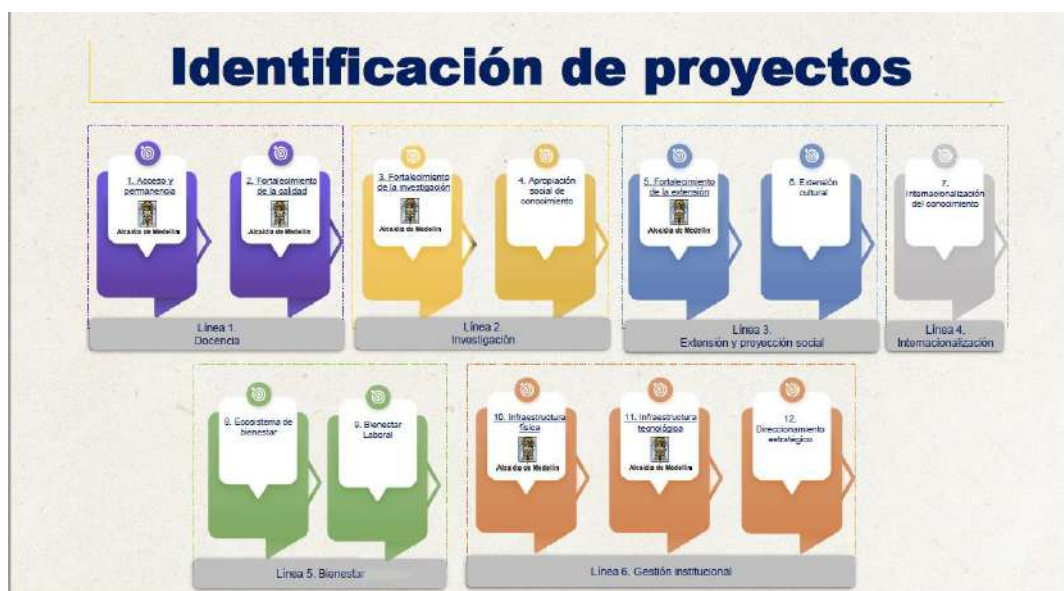 Identificación de proyectos
1. Acceso y
permanencia
Alcaldía de Medellín
2. Fortalecimiento
de la calidad
Alcaldía de Medellín
3. Fortalecimiento
de la investigación
Alcaldía de Medellín
4. Apropiación
social de
conocimiento
5. Fortalecimiento
de la extensión
Alcaldía de Medellín
6. Extensión
cultural
7.
Internacionalización
del conocimiento
Línea 1.
Docencia
Línea 2.
Investigación
Línea 3.
Extensión y proyección social
Línea 4.
Internacionalización
8. Ecosistema de
bienestar
9. Bienestar
Laboral
10. Infraestructura
física
Alcaldía de Medellín
11. Infraestructura
tecnológica
Alcaldía de Medellín
12.
Direccionamiento
estratégico
Línea 5. Bienestar
Línea 6. Gestión institucional